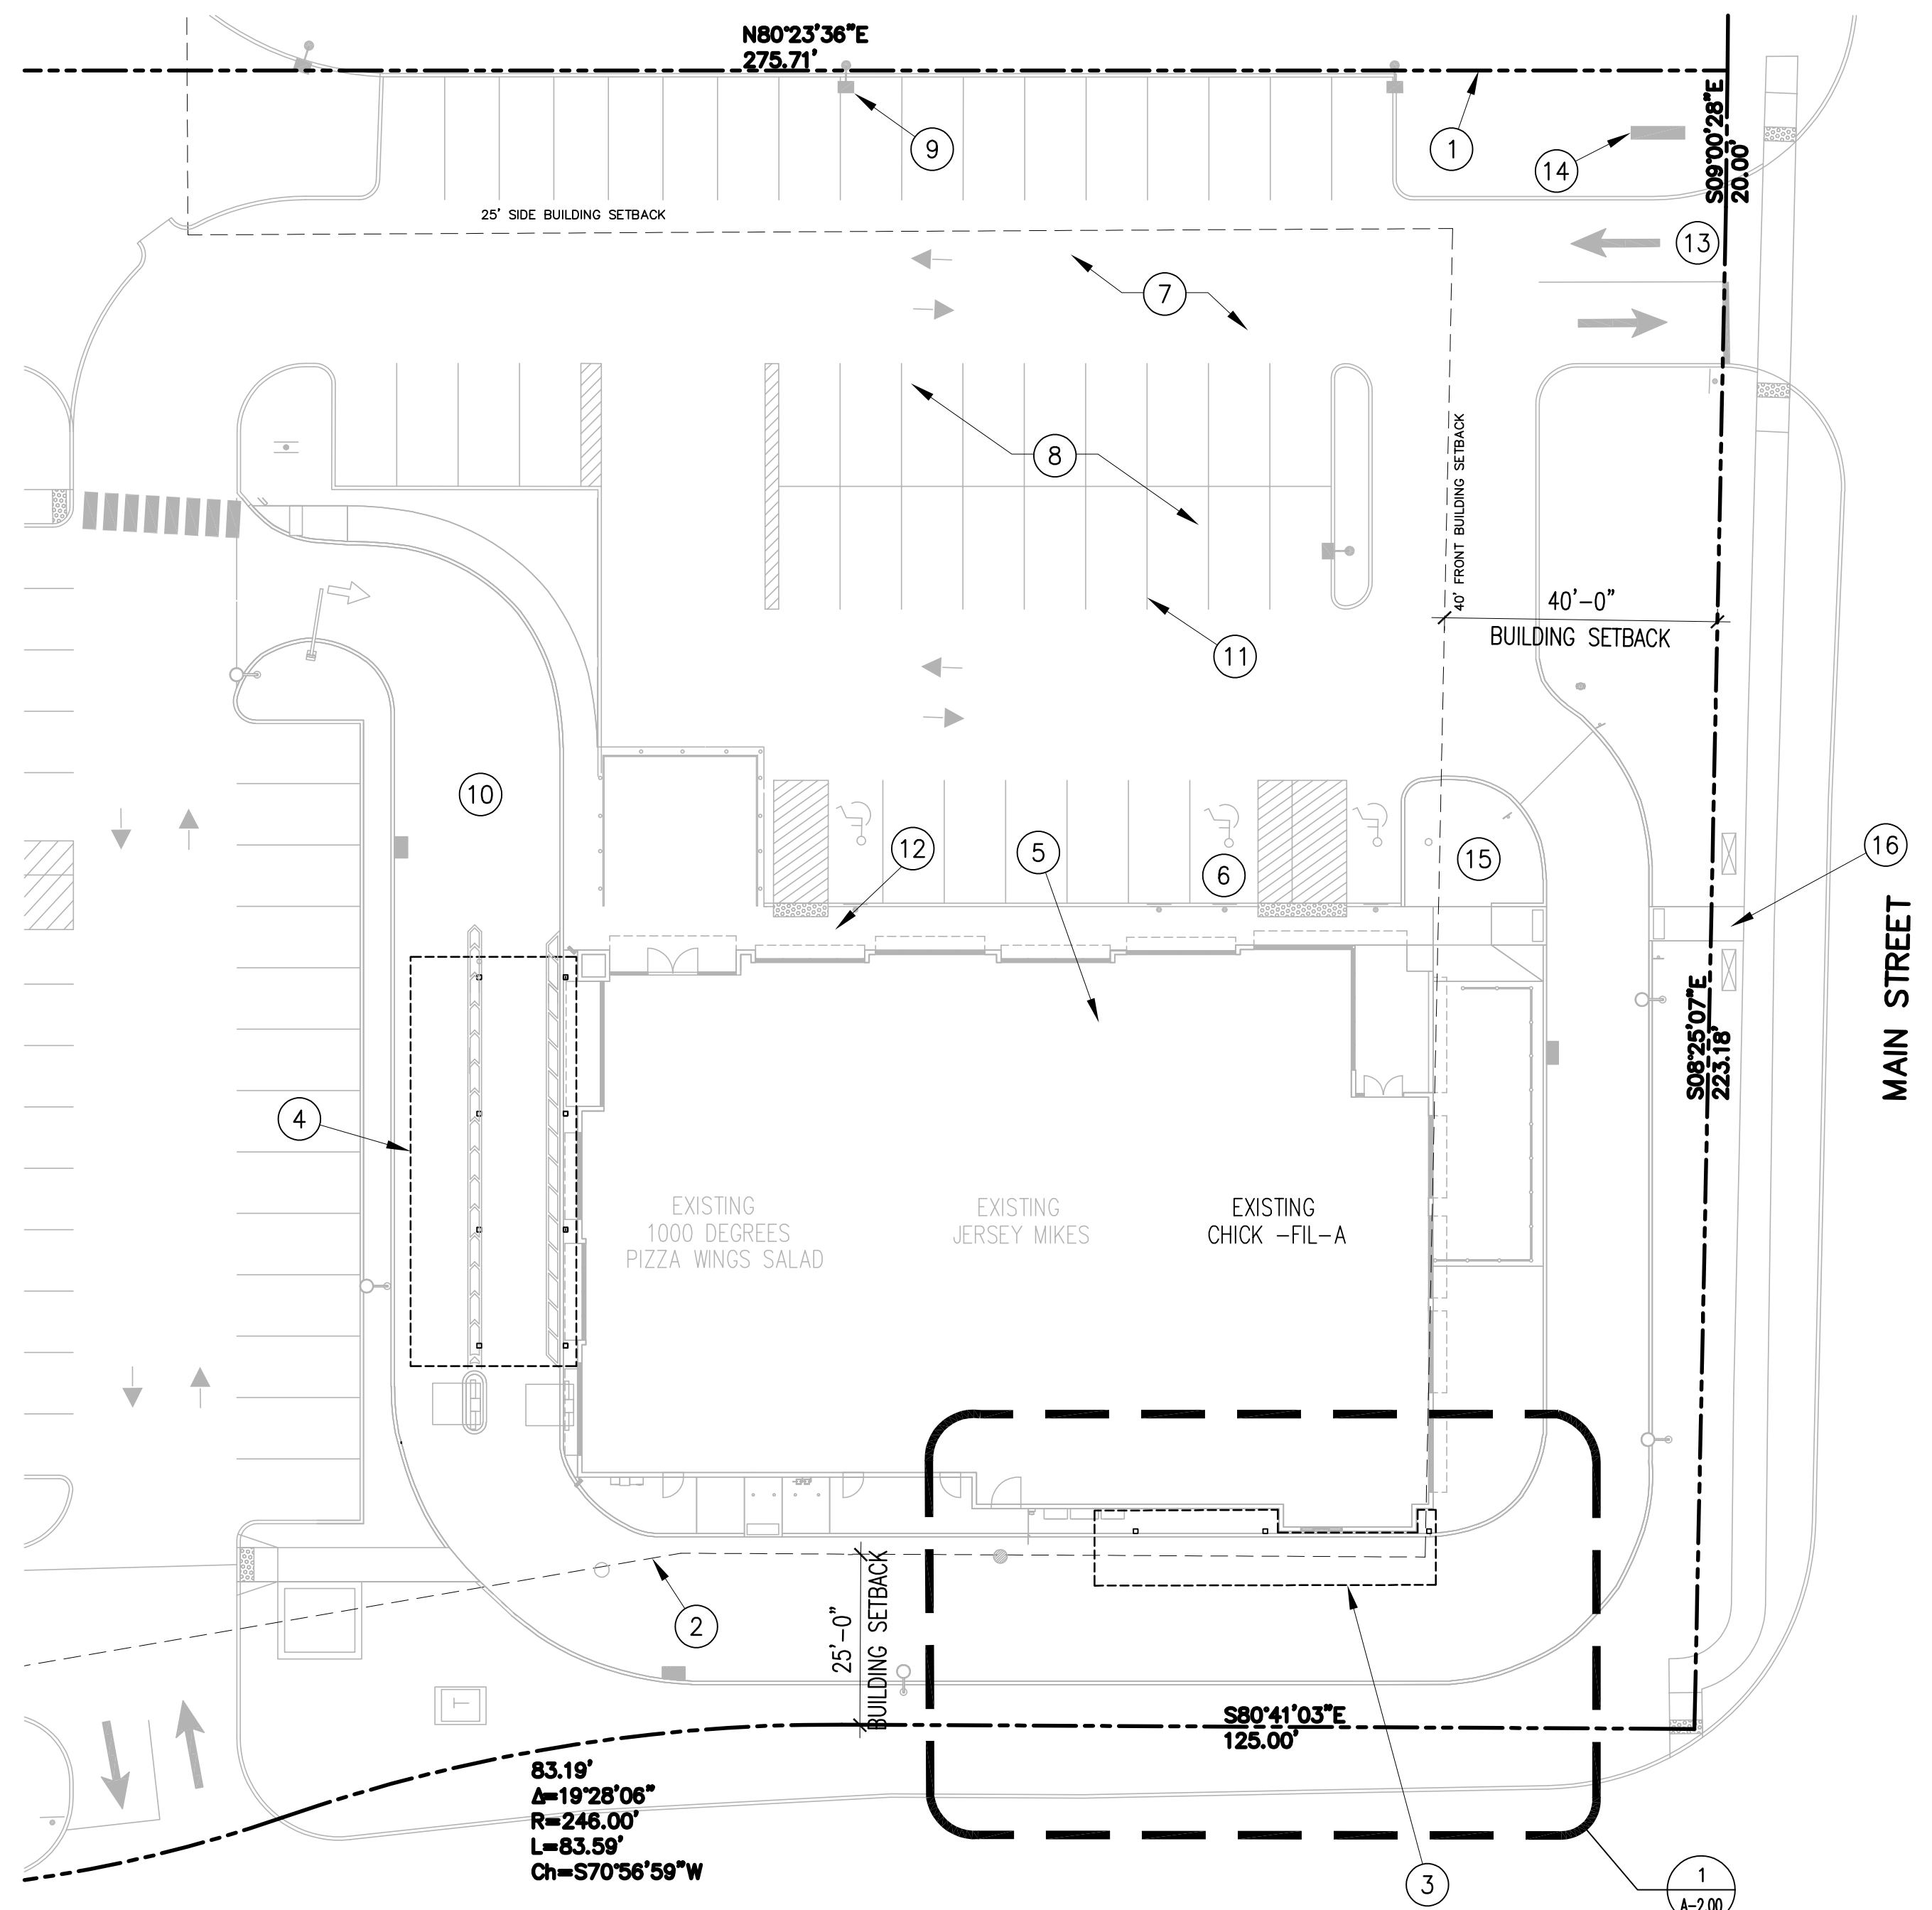 N80°23'36"E
275.71'
S09°00'28"E
20.00'
9
1
14
25' SIDE BUILDING SETBACK
13
7
8
40' FRONT BUILDING SETBACK
40'-0"
BUILDING SETBACK
11
10
12
5
6
15
16
MAIN STREET
S08°25'07"E
223.18'
4
EXISTING
1000 DEGREES
PIZZA WINGS SALAD
EXISTING
JERSEY MIKES
EXISTING
CHICK -FIL-A
2
25'-0"
BUILDING SETBACK
T
S80°41'03"E
125.00'
83.19'
Δ=19°28'06"
R=246.00'
L=83.59'
Ch=S70°56'59"W
3
1
A-2.00